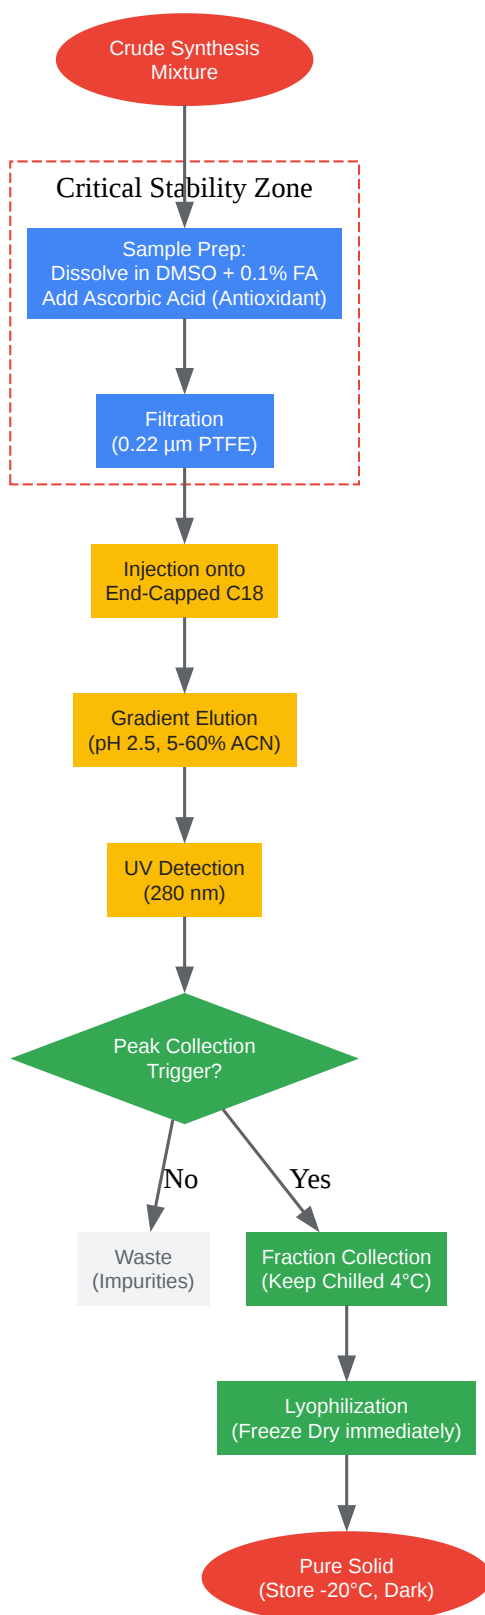 Crude Synthesis
Mixture
Critical Stability Zone
Sample Prep:
Dissolve in DMSO + 0.1% FA
Add Ascorbic Acid (Antioxidant)
Filtration
(0.22 µm PTFE)
Injection onto
End-Capped C18
Gradient Elution
(pH 2.5, 5-60% ACN)
UV Detection
(280 nm)
Peak Collection
Trigger?
No
Yes
Waste
(Impurities)
Fraction Collection
(Keep Chilled 4°C)
Lyophilization
(Freeze Dry immediately)
Pure Solid
(Store -20°C, Dark)